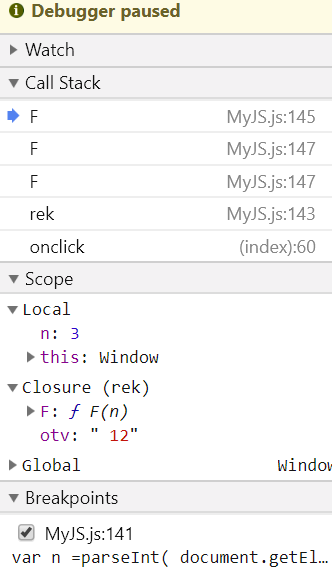 Debugger paused
Watch
Call Stack
F MyJS.js:145
F MyJS.js:147
F MyJS.js:147
rek MyJS.js:143
onclick (index):60
Scope
Local
n: 3
this: Window
Closure (rek)
F: ƒ F(n)
otv: " 12"
Global Window
Breakpoints
MyJS.js:141
var n =parseInt( document.getEl…